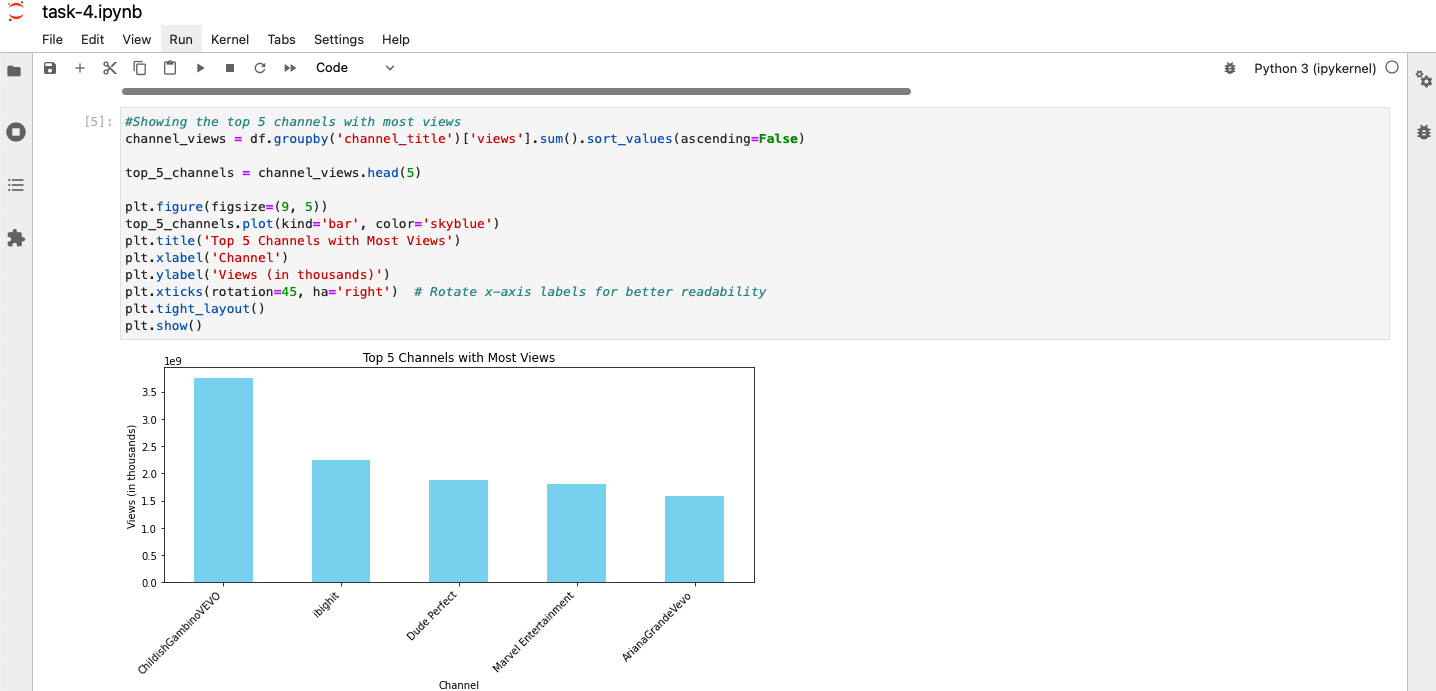 task-4.ipynb
File Edit View Run Kernel Tabs Settings Help
Code
Python 3 (ipykernel)
[5]:
#Showing the top 5 channels with most views
channel_views = df.groupby('channel_title')['views'].sum().sort_values(ascending=False)
top_5_channels = channel_views.head(5)
plt.figure(figsize=(9, 5))
top_5_channels.plot(kind='bar', color='skyblue')
plt.title('Top 5 Channels with Most Views')
plt.xlabel('Channel')
plt.ylabel('Views (in thousands)')
plt.xticks(rotation=45, ha='right')  # Rotate x-axis labels for better readability
plt.tight_layout()
plt.show()
Top 5 Channels with Most Views
1e9
3.5
3.0
2.5
2.0
1.5
1.0
0.5
0.0
Views (in thousands)
ChildishGambinoVEVO
ibighit
Dude Perfect
Marvel Entertainment
ArianaGrandeVevo
Channel